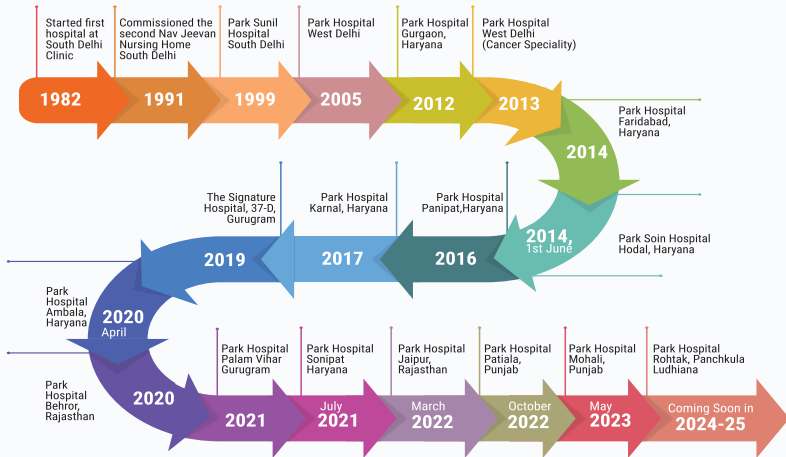 Started first
hospital at
South Delhi
Clinic
Commissioned the
second Nav Jeevan
Nursing Home
South Delhi
Park Sunil
Hospital
South Delhi
Park Hospital
West Delhi
Park Hospital
Gurgaon,
Haryana
Park Hospital
West Delhi
(Cancer Speciality)
1982
1991
1999
2005
2012
2013
Park Hospital
Faridabad,
Haryana
2014
The Signature
Hospital, 37-D,
Gurugram
Park Hospital
Karnal, Haryana
Park Hospital
Panipat,Haryana
2014,
1st June
Park Soin Hospital
Hodal, Haryana
2019
2017
2016
Park
Hospital
Ambala,
Haryana
2020
April
Park
Hospital
Behror,
Rajasthan
2020
Park Hospital
Palam Vihar
Gurugram
Park Hospital
Sonipat
Haryana
Park Hospital
Jaipur,
Rajasthan
Park Hospital
Patiala,
Punjab
Park Hospital
Mohali,
Punjab
Park Hospital
Rohtak, Panchkula
Ludhiana
2021
July
2021
March
2022
October
2022
May
2023
Coming Soon in
2024-25